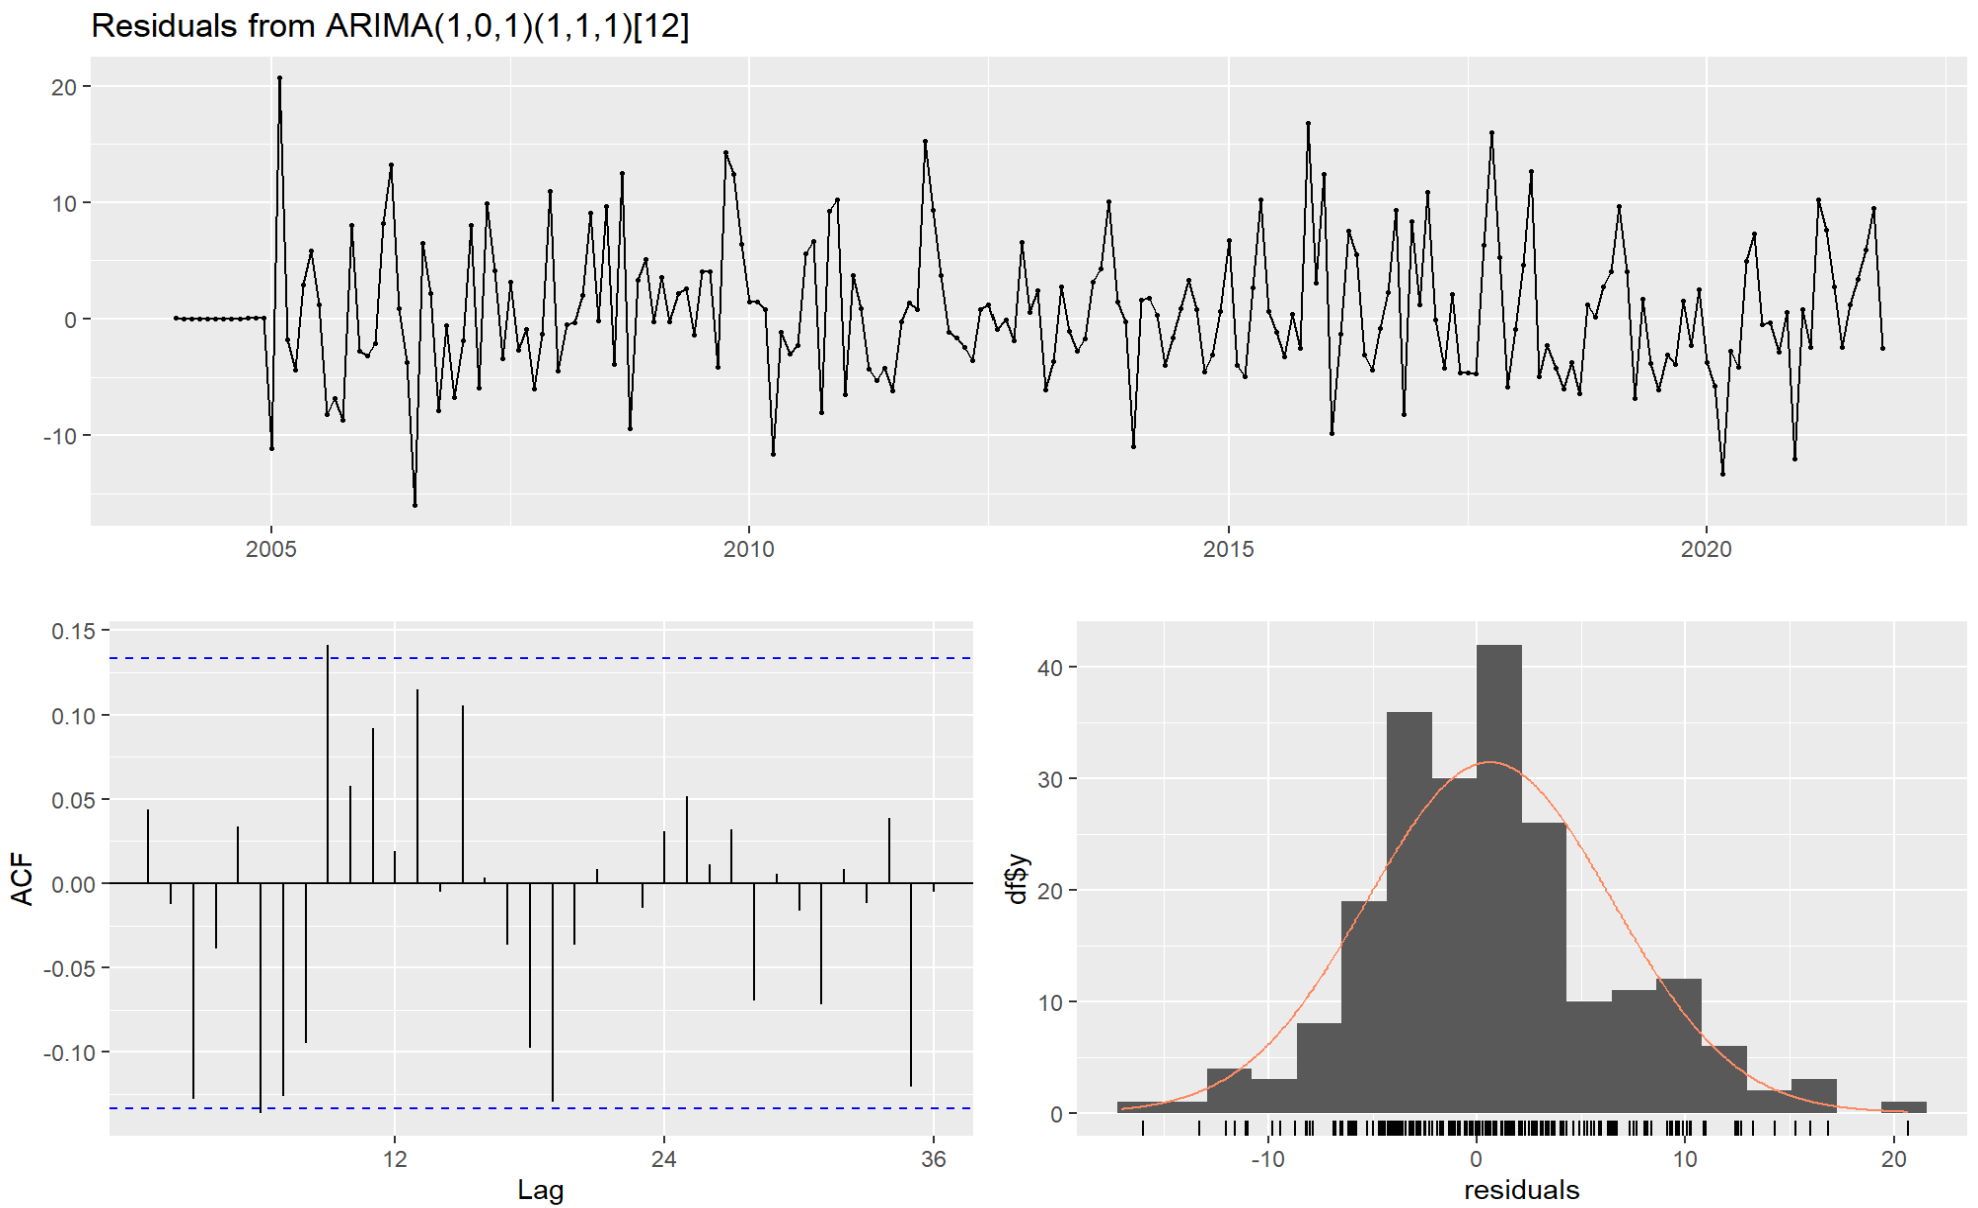 Residuals from ARIMA(1,0,1)(1,1,1)[12]
20
10
0
-10
2005 2010 2015 2020
0.15
0.10
0.05
0.00
-0.05
-0.10
ACF
12 24 36
Lag
40
30
20
10
0
df$y
-10 0 10 20
residuals